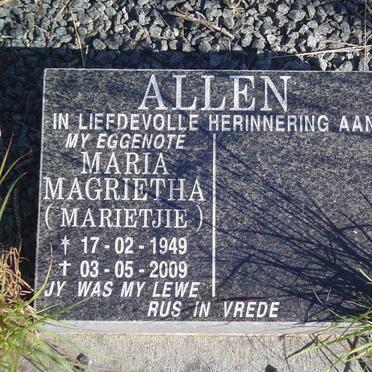 ALLEN
IN LIEFDEVOLLE HERINNERING AAN
MY EGGENOTE
MARIA
MAGRIETHA
(MARIETJIE)
* 17-02-1949
† 03-05-2009
JY WAS MY LEWE
RUS IN VREDE